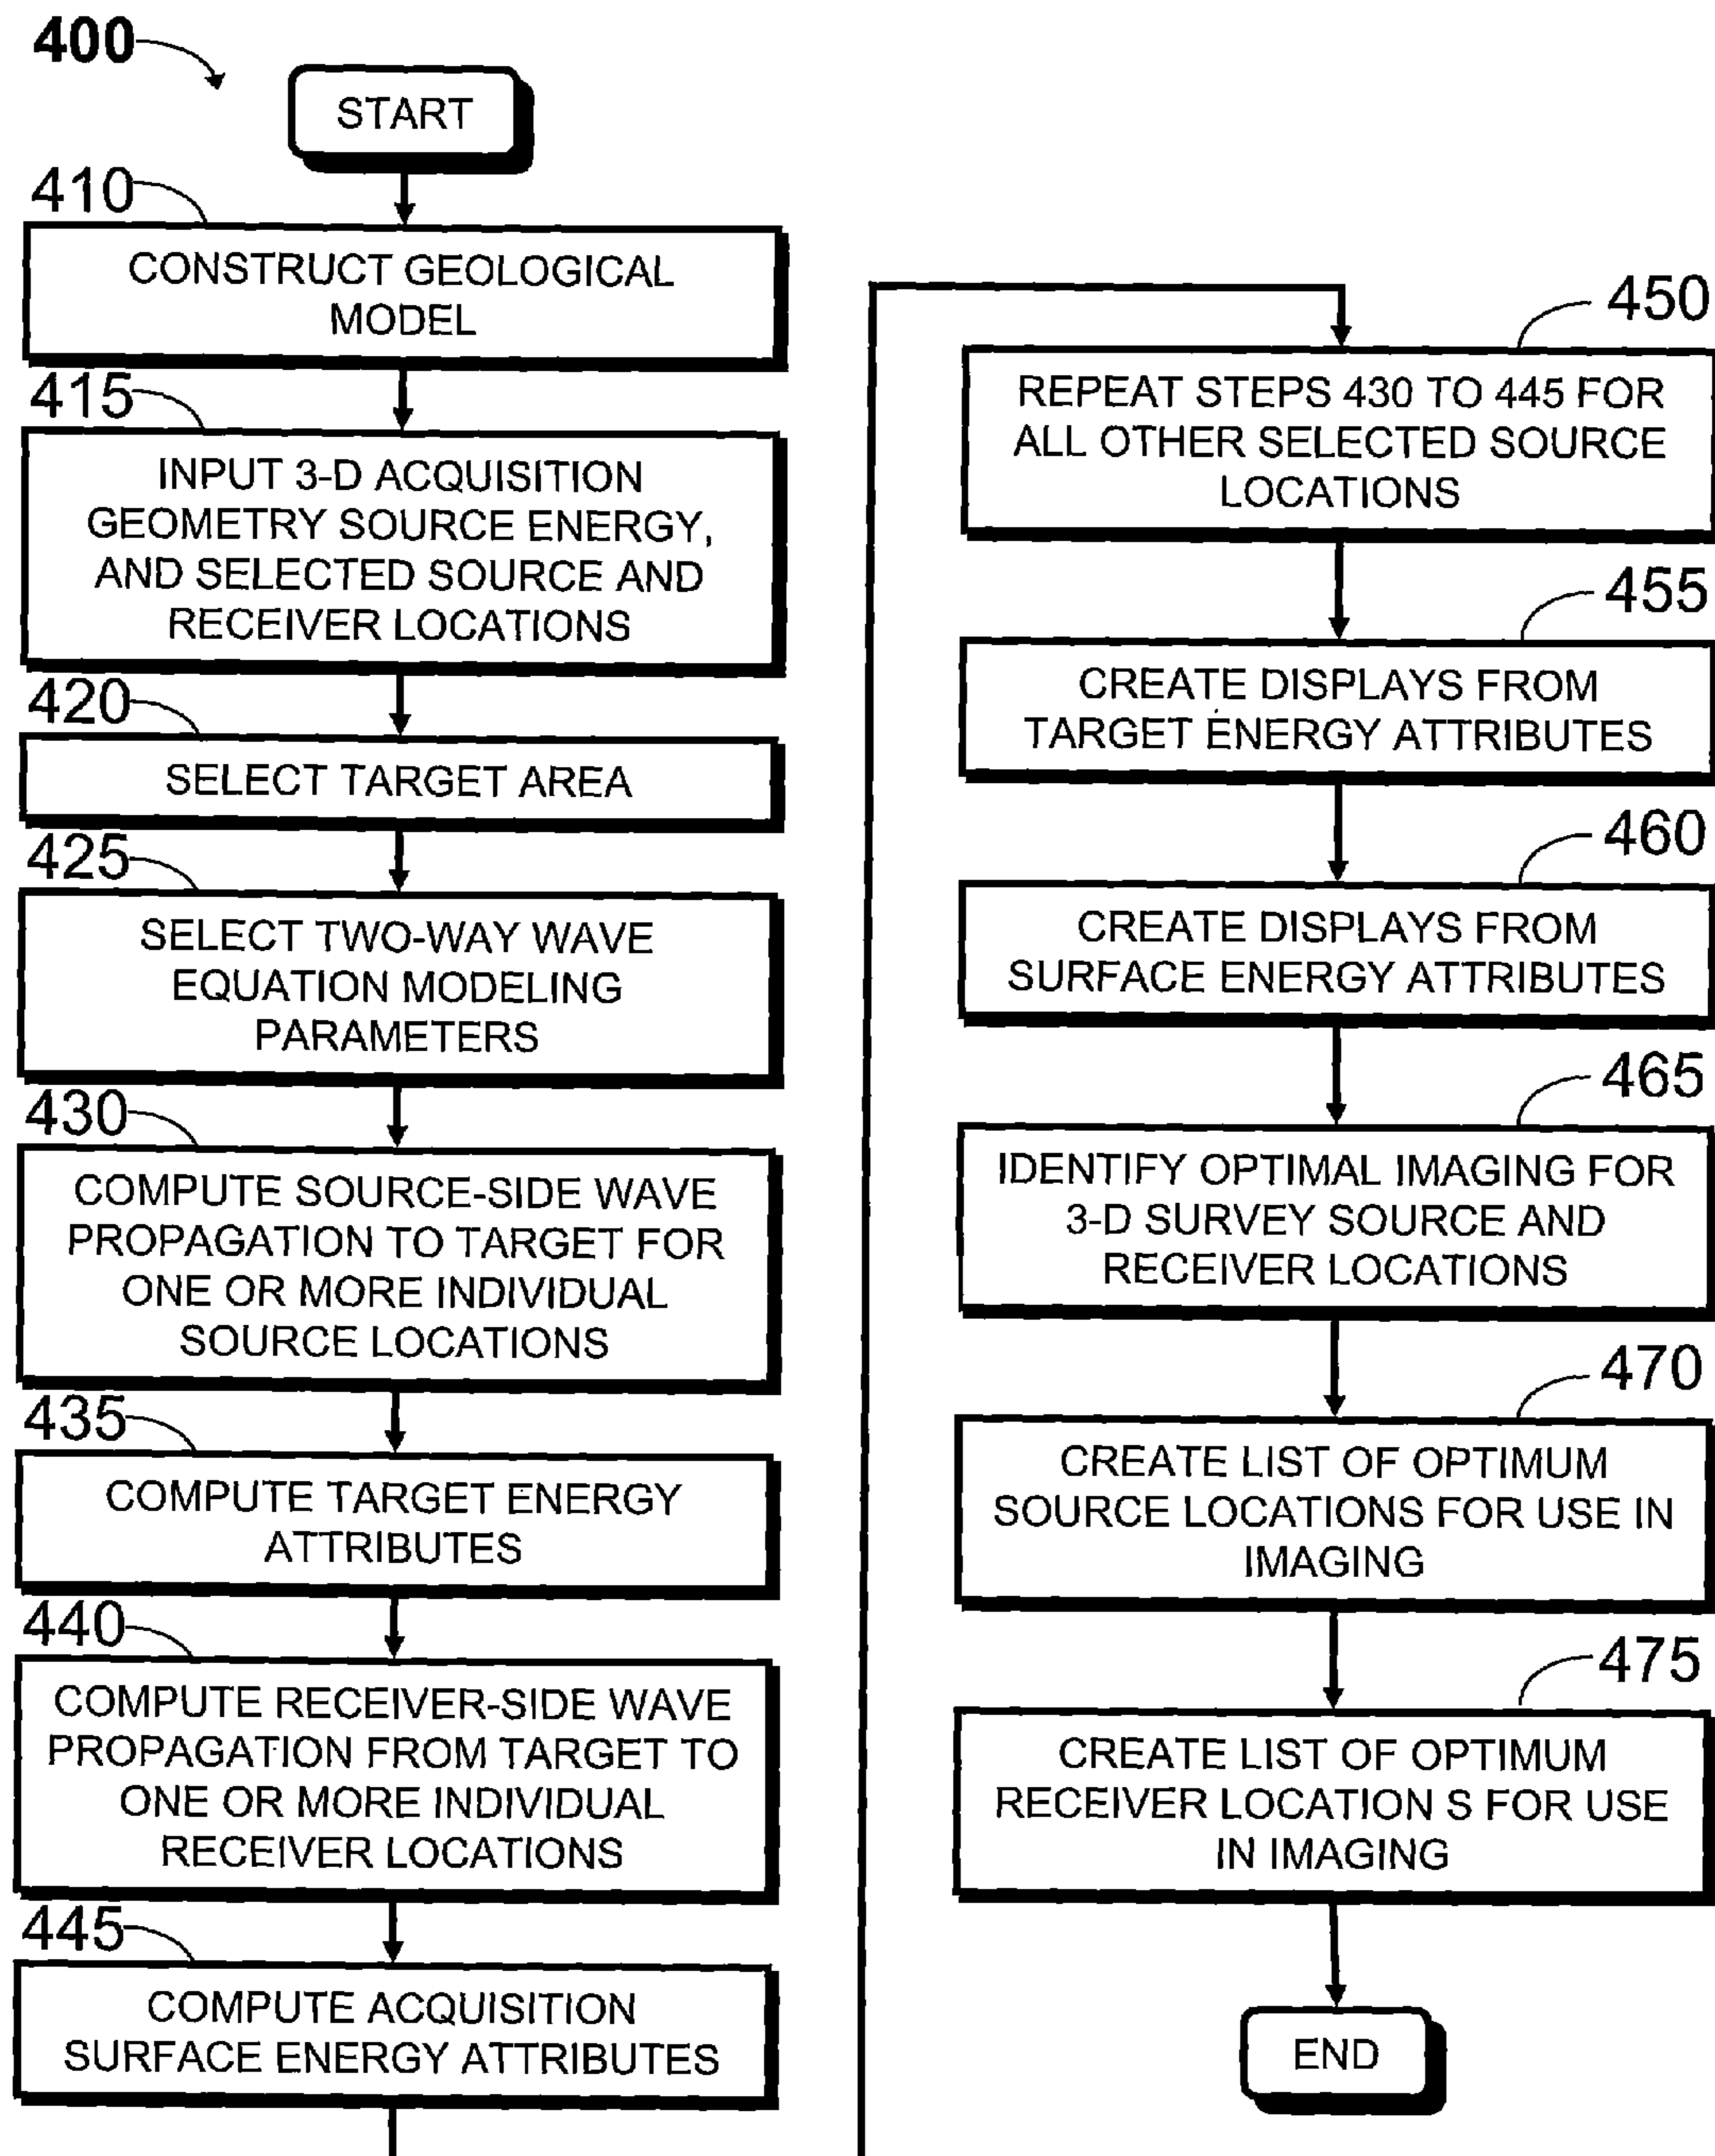 400
START
410
CONSTRUCT GEOLOGICAL
MODEL
415
INPUT 3-D ACQUISITION
GEOMETRY SOURCE ENERGY,
AND SELECTED SOURCE AND
RECEIVER LOCATIONS
420
SELECT TARGET AREA
425
SELECT TWO-WAY WAVE
EQUATION MODELING
PARAMETERS
430
COMPUTE SOURCE-SIDE WAVE
PROPAGATION TO TARGET FOR
ONE OR MORE INDIVIDUAL
SOURCE LOCATIONS
435
COMPUTE TARGET ENERGY
ATTRIBUTES
440
COMPUTE RECEIVER-SIDE WAVE
PROPAGATION FROM TARGET TO
ONE OR MORE INDIVIDUAL
RECEIVER LOCATIONS
445
COMPUTE ACQUISITION
SURFACE ENERGY ATTRIBUTES
450
REPEAT STEPS 430 TO 445 FOR
ALL OTHER SELECTED SOURCE
LOCATIONS
455
CREATE DISPLAYS FROM
TARGET ENERGY ATTRIBUTES
460
CREATE DISPLAYS FROM
SURFACE ENERGY ATTRIBUTES
465
IDENTIFY OPTIMAL IMAGING FOR
3-D SURVEY SOURCE AND
RECEIVER LOCATIONS
470
CREATE LIST OF OPTIMUM
SOURCE LOCATIONS FOR USE IN
IMAGING
475
CREATE LIST OF OPTIMUM
RECEIVER LOCATION S FOR USE
IN IMAGING
END